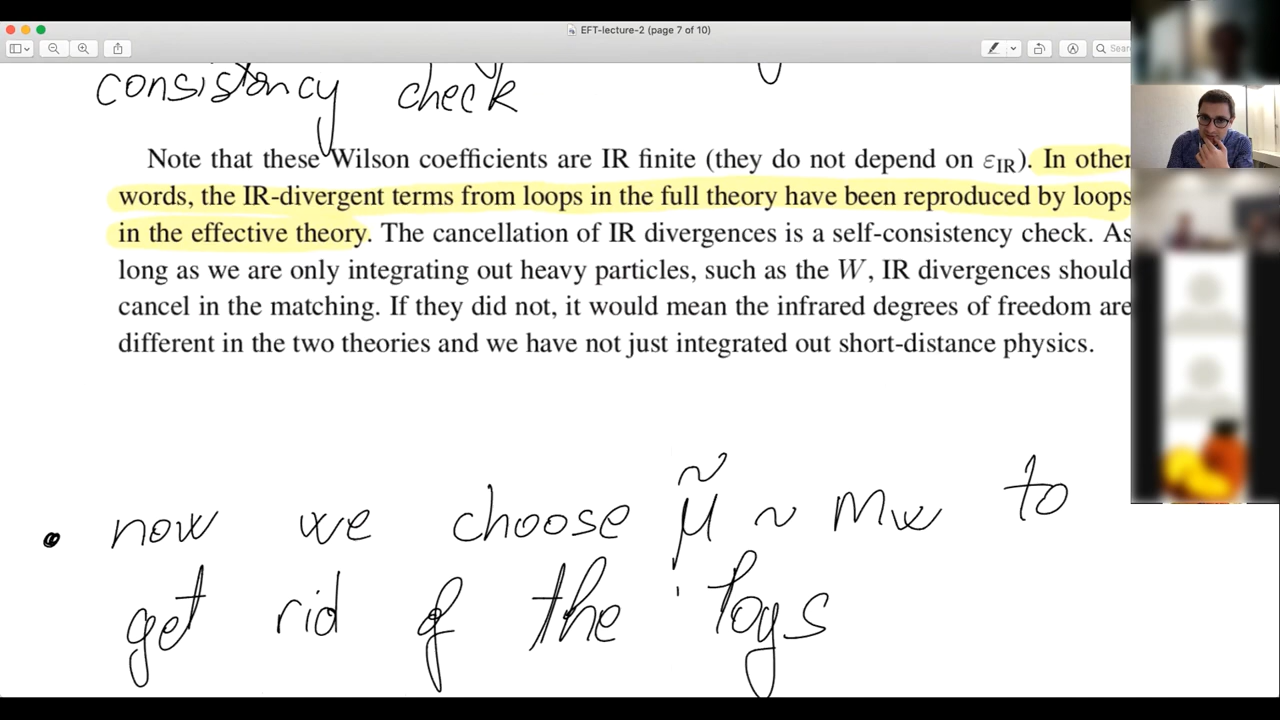 EFT-lecture-2 (page 7 of 10)
Sear
consistency check
Note that these Wilson coefficients are IR finite (they do not depend on εIR). In other
words, the IR-divergent terms from loops in the full theory have been reproduced by loops
in the effective theory. The cancellation of IR divergences is a self-consistency check. As
long as we are only integrating out heavy particles, such as the W, IR divergences should
cancel in the matching. If they did not, it would mean the infrared degrees of freedom are
different in the two theories and we have not just integrated out short-distance physics.
• now we choose μ̃ ~ mw to
get rid of the logs